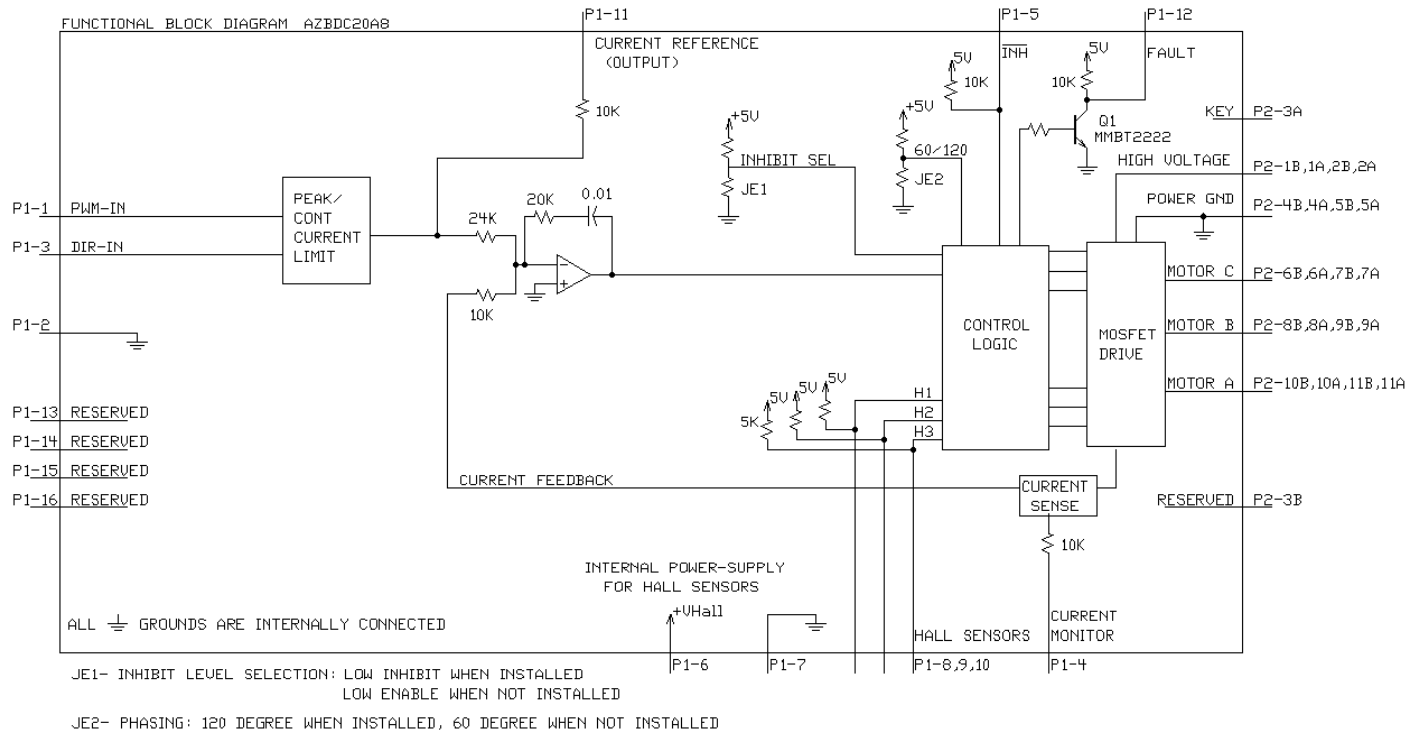 FUNCTIONAL BLOCK DIAGRAM AZBDC20A8
P1-11
P1-5
P1-12
CURRENT REFERENCE
(OUTPUT)
INH
FAULT
5V
10K
5V
10K
10K
KEY P2-3A
+5V
+5V
Q1
MMBT2222
INHIBIT SEL
60/120
HIGH VOLTAGE P2-1B,1A,2B,2A
JE1
JE2
POWER GND P2-4B,4A,5B,5A
P1-1 PWM-IN
P1-3 DIR-IN
PEAK/
CONT
CURRENT
LIMIT
20K
0.01
24K
−
+
10K
MOTOR C P2-6B,6A,7B,7A
P1-2
CONTROL
LOGIC
MOSFET
DRIVE
MOTOR B P2-8B,8A,9B,9A
MOTOR A P2-10B,10A,11B,11A
5V
5V
5V
5K
H1
H2
H3
P1-13 RESERVED
P1-14 RESERVED
P1-15 RESERVED
P1-16 RESERVED
CURRENT FEEDBACK
CURRENT
SENSE
RESERVED P2-3B
10K
INTERNAL POWER-SUPPLY
FOR HALL SENSORS
+VHall
ALL GROUNDS ARE INTERNALLY CONNECTED
HALL SENSORS
CURRENT
MONITOR
P1-6
P1-7
P1-8,9,10
P1-4
JE1- INHIBIT LEVEL SELECTION: LOW INHIBIT WHEN INSTALLED
LOW ENABLE WHEN NOT INSTALLED
JE2- PHASING: 120 DEGREE WHEN INSTALLED, 60 DEGREE WHEN NOT INSTALLED